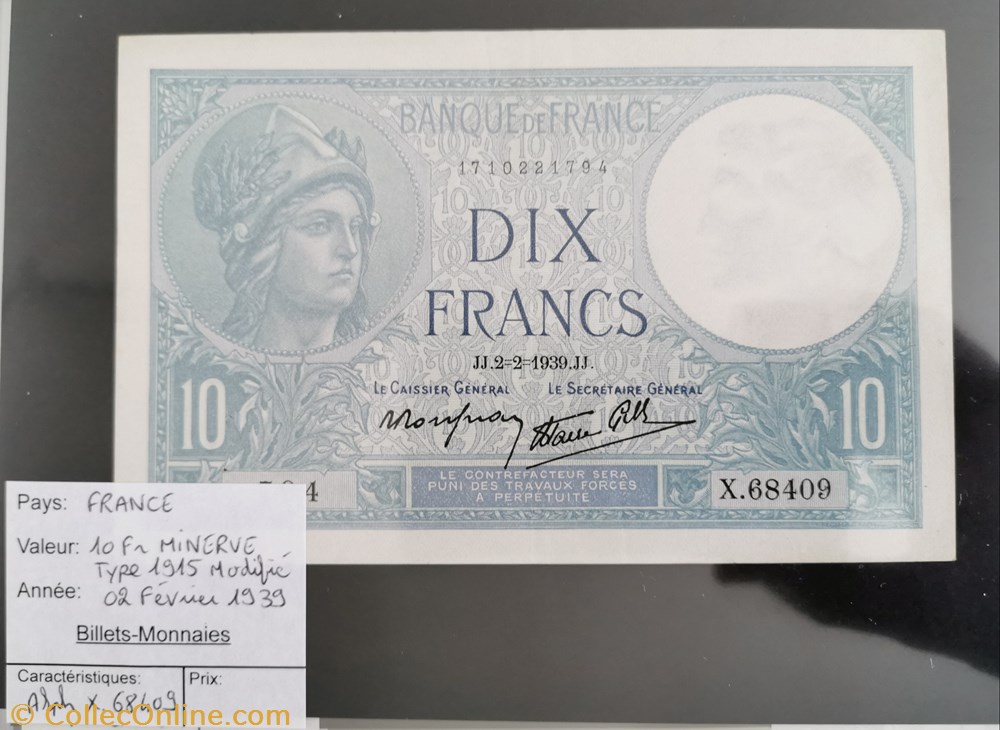 BANQUE DE FRANCE
1710221794
DIX
FRANCS
JJ.2=2=1939.JJ.
LE CAISSIER GÉNÉRAL LE SECRÉTAIRE GÉNÉRAL
10 10
LE CONTREFACTEUR SERA
PUNI DES TRAVAUX FORCÉS
À PERPÉTUITÉ
X.68409
Pays: FRANCE
Valeur: 10 Fr MINERVE
Type 1915 Modifié
Année: 02 Février 1939
Billets-Monnaies
Caractéristiques: Prix:
X.68409
© CollecOnline.com